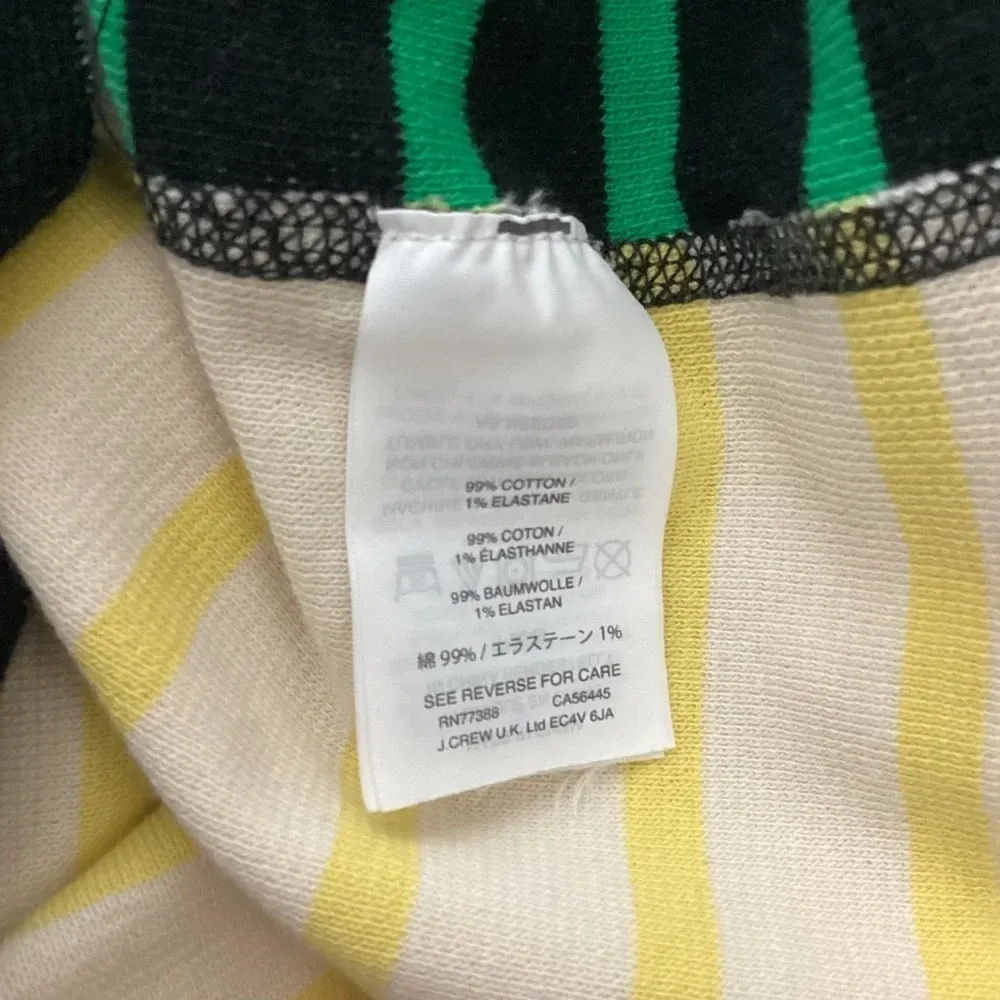 99% COTTON /
1% ELASTANE
99% COTON /
1% ÉLASTHANNE
99% BAUMWOLLE /
1% ELASTAN
綿 99% / エラステーン 1%
SEE REVERSE FOR CARE
RN77388 CA56445
J.CREW U.K. Ltd EC4V 6JA